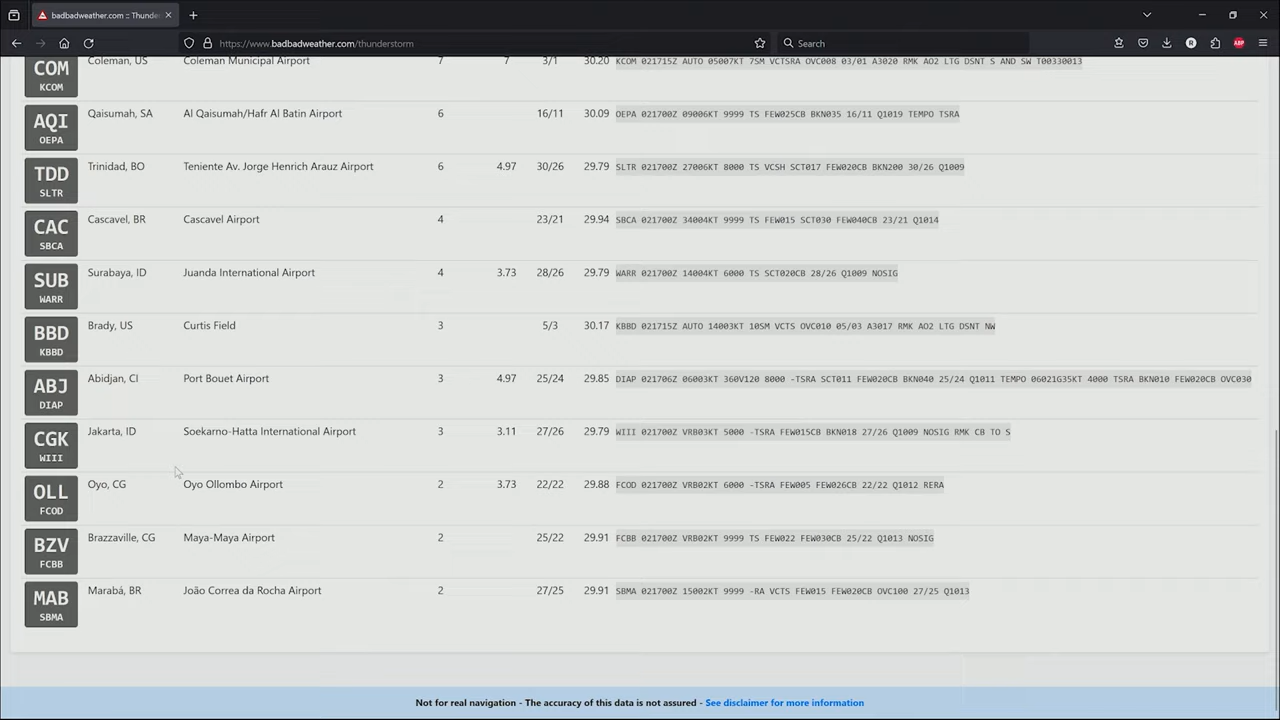 badbadweather.com :: Thunder
https://www.badbadweather.com/thunderstorm
Search
COM KCOM Coleman, US Coleman Municipal Airport 7 7 3/1 30.20 KCOM 021715Z AUTO 05007KT 7SM VCTSRA OVC008 03/01 A3020 RMK AO2 LTG DSNT S AND SW T00330013
AQI OEPA Qaisumah, SA Al Qaisumah/Hafr Al Batin Airport 6 16/11 30.09 OEPA 021700Z 09006KT 9999 TS FEW025CB BKN035 16/11 Q1019 TEMPO TSRA
TDD SLTR Trinidad, BO Teniente Av. Jorge Henrich Arauz Airport 6 4.97 30/26 29.79 SLTR 021700Z 27006KT 8000 TS VCSH SCT017 FEW020CB BKN200 30/26 Q1009
CAC SBCA Cascavel, BR Cascavel Airport 4 23/21 29.94 SBCA 021700Z 34004KT 9999 TS FEW015 SCT030 FEW040CB 23/21 Q1014
SUB WARR Surabaya, ID Juanda International Airport 4 3.73 28/26 29.79 WARR 021700Z 14004KT 6000 TS SCT020CB 28/26 Q1009 NOSIG
BBD KBBD Brady, US Curtis Field 3 5/3 30.17 KBBD 021715Z AUTO 14003KT 10SM VCTS OVC010 05/03 A3017 RMK AO2 LTG DSNT NW
ABJ DIAP Abidjan, CI Port Bouet Airport 3 4.97 25/24 29.85 DIAP 021706Z 06003KT 360V120 8000 -TSRA SCT011 FEW020CB BKN040 25/24 Q1011 TEMPO 06021G35KT 4000 TSRA BKN010 FEW020CB OVC030
CGK WIII Jakarta, ID Soekarno-Hatta International Airport 3 3.11 27/26 29.79 WIII 021700Z VRB03KT 5000 -TSRA FEW015CB BKN018 27/26 Q1009 NOSIG RMK CB TO S
OLL FCOD Oyo, CG Oyo Ollombo Airport 2 3.73 22/22 29.88 FCOD 021700Z VRB02KT 6000 -TSRA FEW005 FEW026CB 22/22 Q1012 RERA
BZV FCBB Brazzaville, CG Maya-Maya Airport 2 25/22 29.91 FCBB 021700Z VRB02KT 9999 TS FEW022 FEW030CB 25/22 Q1013 NOSIG
MAB SBMA Marabá, BR João Correa da Rocha Airport 2 27/25 29.91 SBMA 021700Z 15002KT 9999 -RA VCTS FEW015 FEW020CB OVC100 27/25 Q1013
Not for real navigation - The accuracy of this data is not assured - See disclaimer for more information